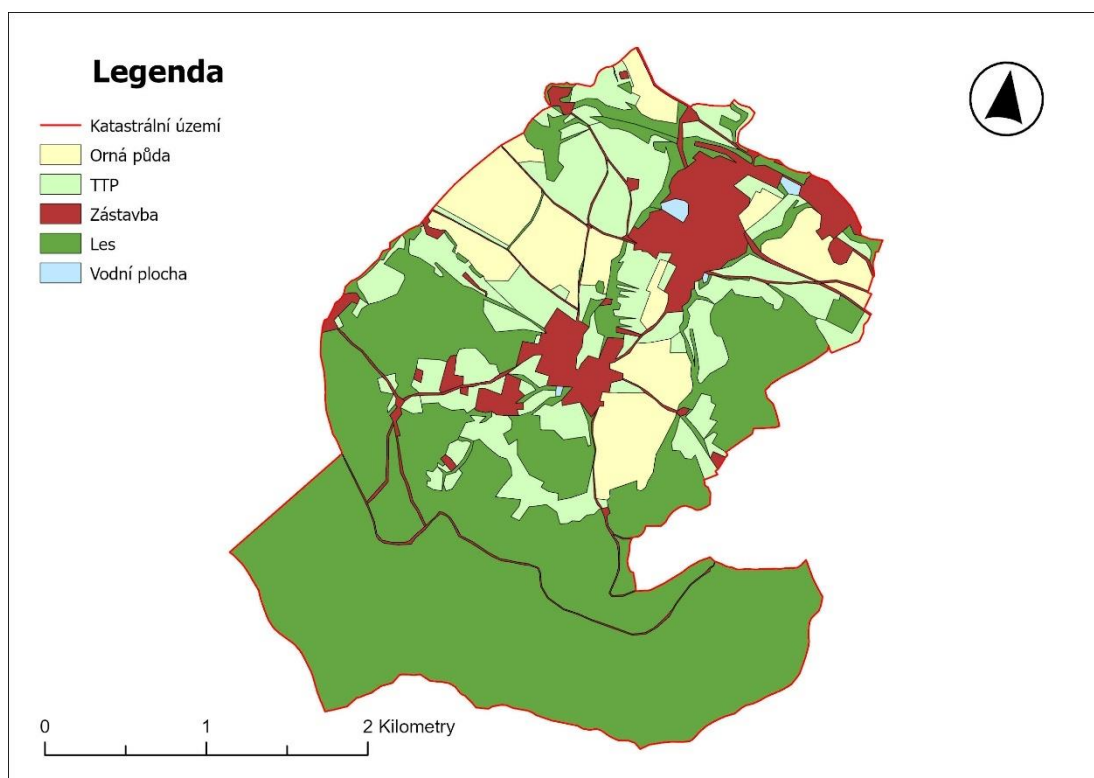 Legenda
Katastrální území
Orná půda
TTP
Zástavba
Les
Vodní plocha
0 1 2 Kilometry